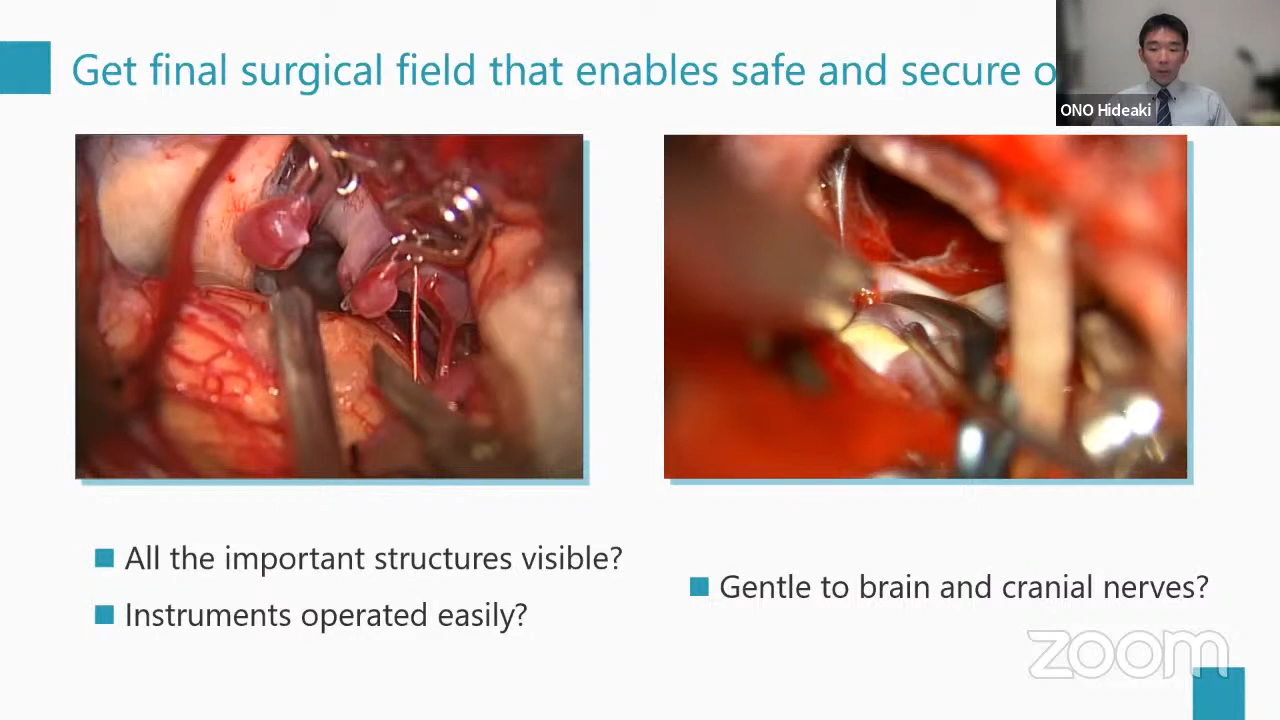 Get final surgical field that enables safe and secure o
ONO Hideaki
All the important structures visible?
Instruments operated easily?
Gentle to brain and cranial nerves?
zoom